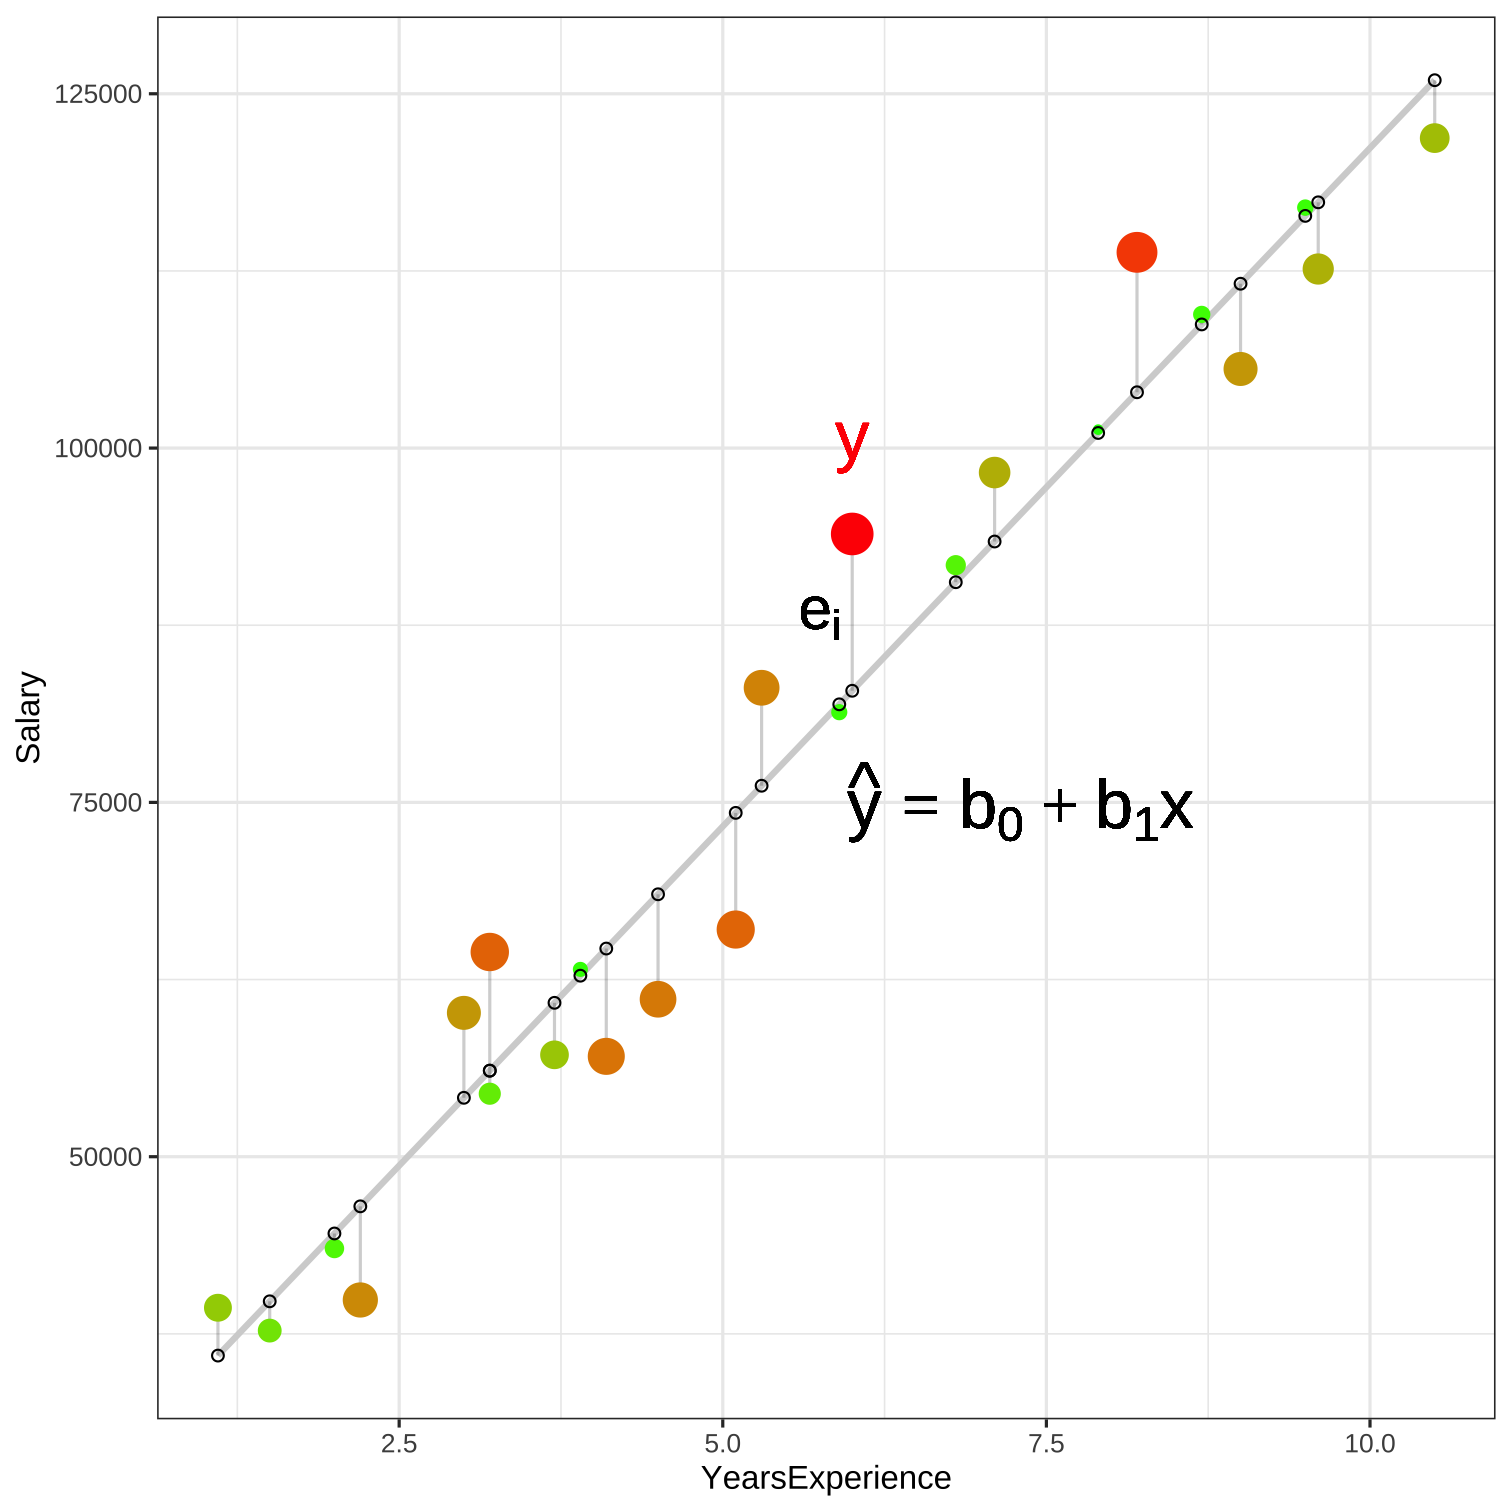 125000
100000
75000
50000
Salary
y
eᵢ
ŷ = b₀ + b₁x
2.5 5.0 7.5 10.0
YearsExperience